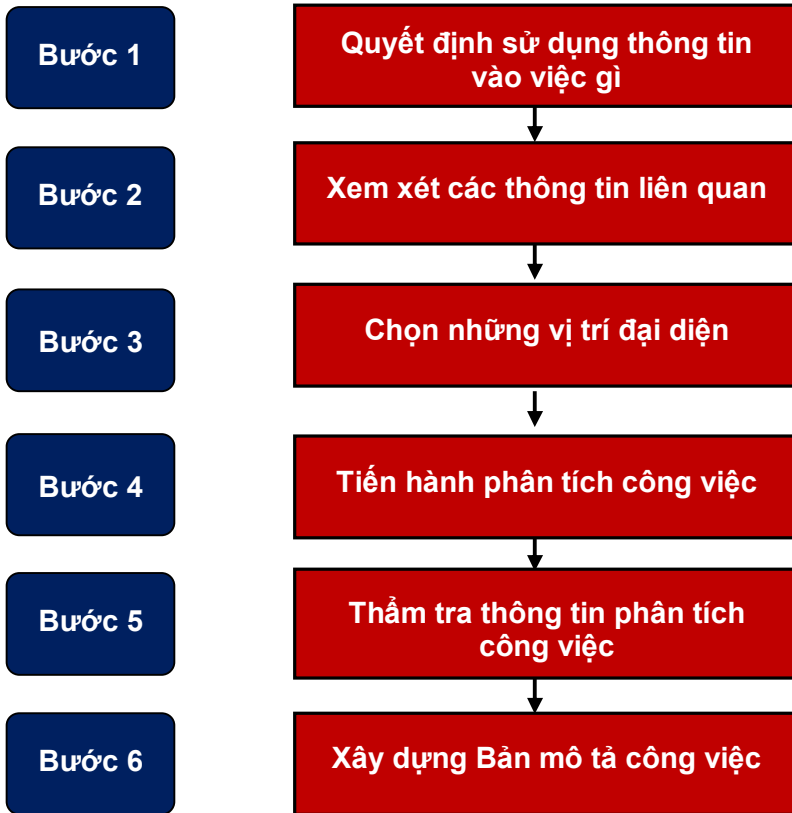 Bước 1
Quyết định sử dụng thông tin
vào việc gì
Bước 2
Xem xét các thông tin liên quan
Bước 3
Chọn những vị trí đại diện
Bước 4
Tiến hành phân tích công việc
Bước 5
Thẩm tra thông tin phân tích
công việc
Bước 6
Xây dựng Bản mô tả công việc